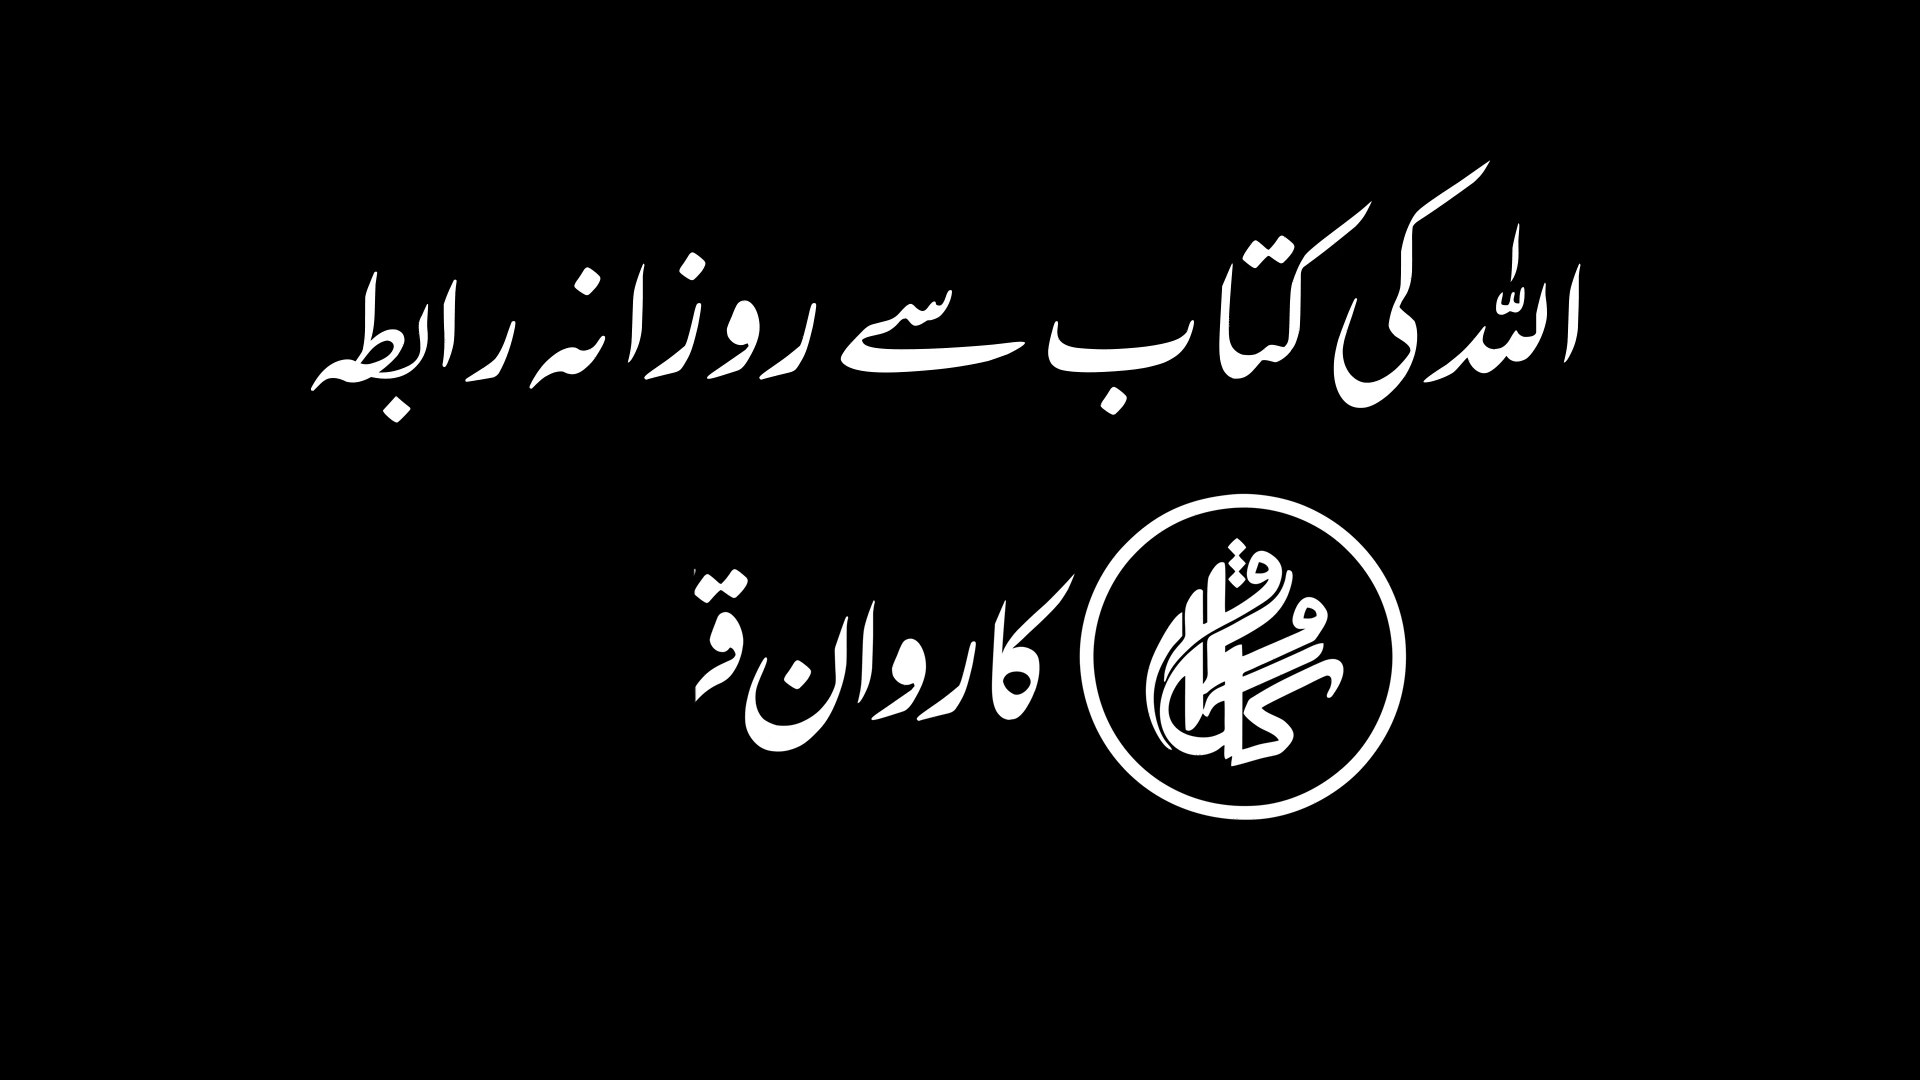 اللہ کی کتاب سے روزانہ رابطہ
کاروان ق